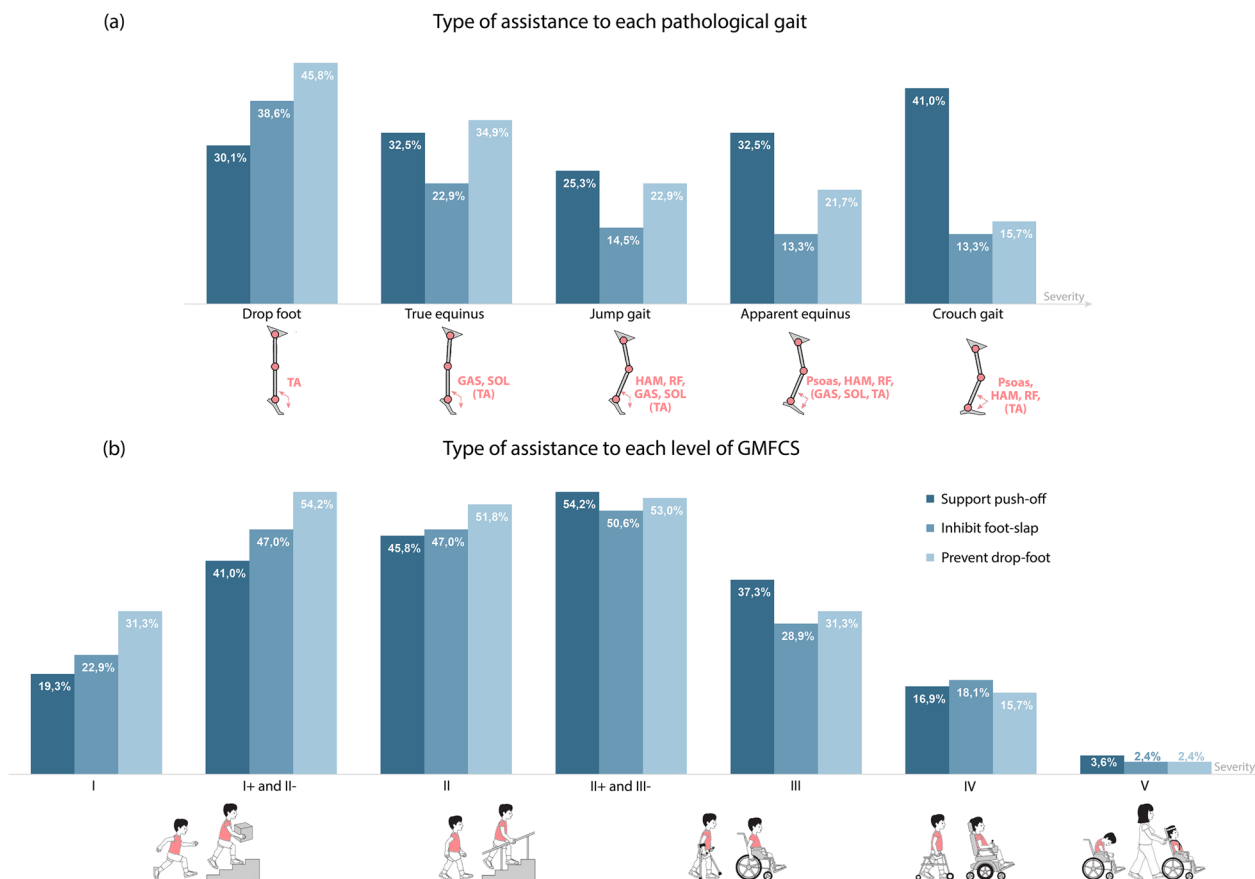 (a)
Type of assistance to each pathological gait
30,1%
38,6%
45,8%
32,5%
22,9%
34,9%
25,3%
14,5%
22,9%
32,5%
13,3%
21,7%
41,0%
13,3%
15,7%
Severity
Drop foot
True equinus
Jump gait
Apparent equinus
Crouch gait
TA
GAS, SOL
(TA)
HAM, RF,
GAS, SOL
(TA)
Psoas, HAM, RF,
(GAS, SOL, TA)
Psoas,
HAM, RF,
(TA)
(b)
Type of assistance to each level of GMFCS
Support push-off
Inhibit foot-slap
Prevent drop-foot
19,3%
22,9%
31,3%
41,0%
47,0%
54,2%
45,8%
47,0%
51,8%
54,2%
50,6%
53,0%
37,3%
28,9%
31,3%
16,9%
18,1%
15,7%
3,6%
2,4%
2,4%
Severity
I
I+ and II-
II
II+ and III-
III
IV
V